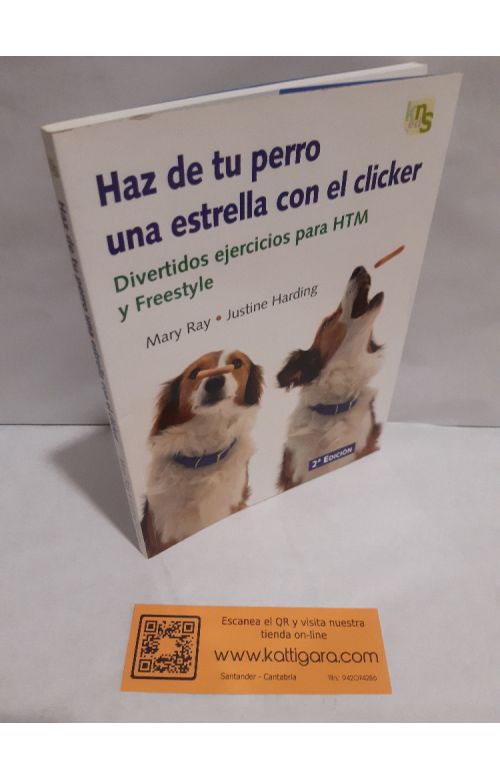 kns
ed
Haz de tu perro
una estrella con el clicker
Divertidos ejercicios para HTM
y Freestyle
Mary Ray • Justine Harding
2ª EDICIÓN
Escanea el QR y visita nuestra
tienda on-line
www.kattigara.com
Santander - Cantabria